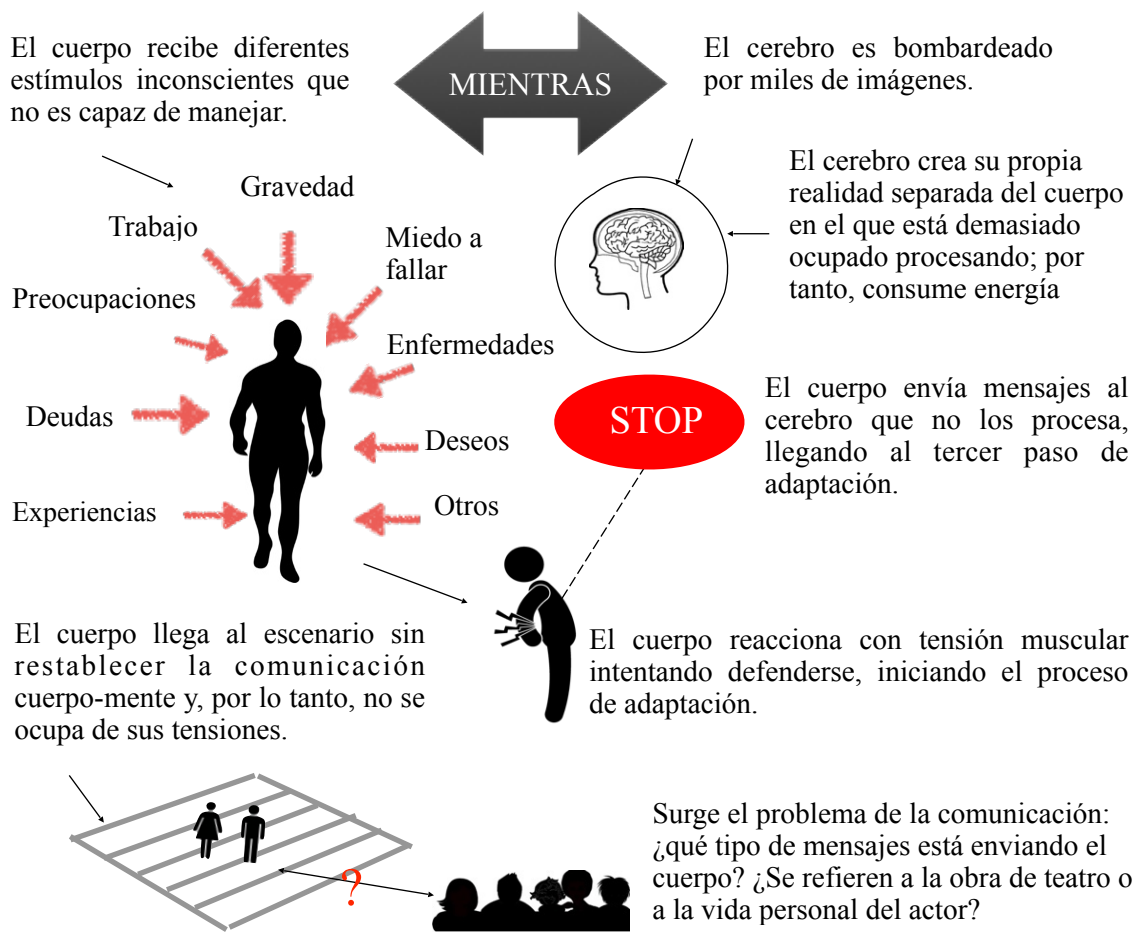 El cuerpo recibe diferentes
estímulos inconscientes que
no es capaz de manejar.
MIENTRAS
El cerebro es bombardeado
por miles de imágenes.
El cerebro crea su propia
realidad separada del cuerpo
en el que está demasiado
ocupado procesando; por
tanto, consume energía
Gravedad
Trabajo
Miedo a
fallar
Preocupaciones
Enfermedades
Deudas
Deseos
Experiencias
Otros
STOP
El cuerpo envía mensajes al
cerebro que no los procesa,
llegando al tercer paso de
adaptación.
El cuerpo reacciona con tensión muscular
intentando defenderse, iniciando el proceso
de adaptación.
El cuerpo llega al escenario sin
restablecer la comunicación
cuerpo-mente y, por lo tanto, no se
ocupa de sus tensiones.
?
Surge el problema de la comunicación:
¿qué tipo de mensajes está enviando el
cuerpo? ¿Se refieren a la obra de teatro o
a la vida personal del actor?